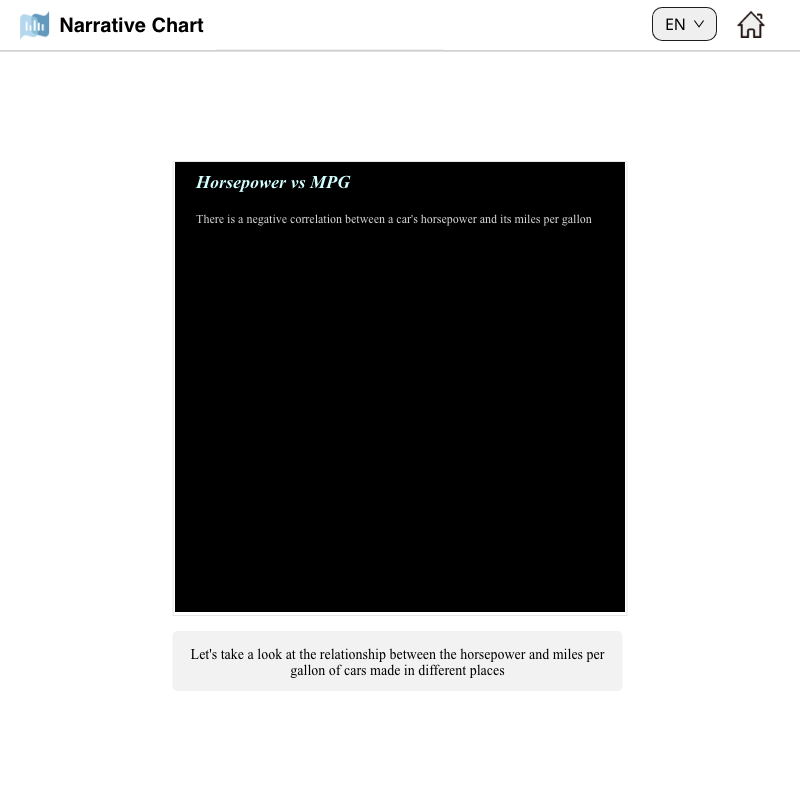 Narrative Chart
EN
Horsepower vs MPG
There is a negative correlation between a car's horsepower and its miles per gallon
Let's take a look at the relationship between the horsepower and miles per
gallon of cars made in different places